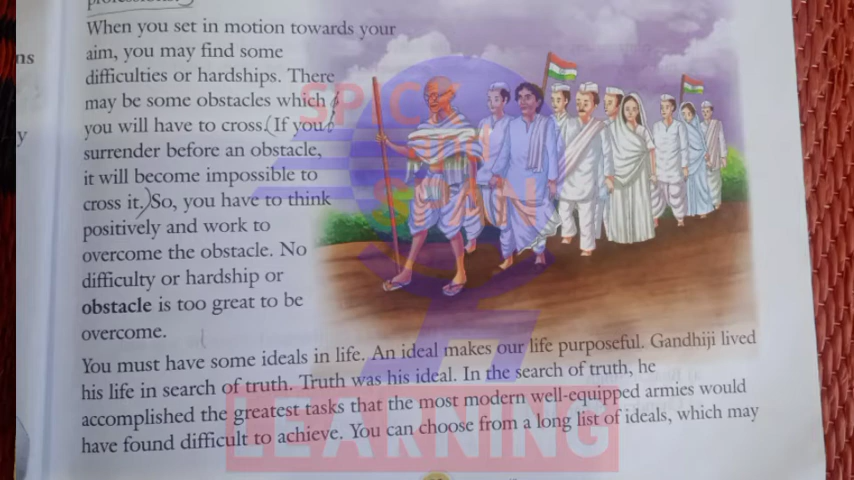 professions.)
When you set in motion towards your
aim, you may find some
difficulties or hardships. There
may be some obstacles which
you will have to cross. (If you
surrender before an obstacle,
it will become impossible to
cross it.) So, you have to think
positively and work to
overcome the obstacle. No
difficulty or hardship or
obstacle is too great to be
overcome.
You must have some ideals in life. An ideal makes our life purposeful. Gandhiji lived
his life in search of truth. Truth was his ideal. In the search of truth, he
accomplished the greatest tasks that the most modern well-equipped armies would
have found difficult to achieve. You can choose from a long list of ideals, which may
ns
y
SPICK
and
SPAN
LEARNING